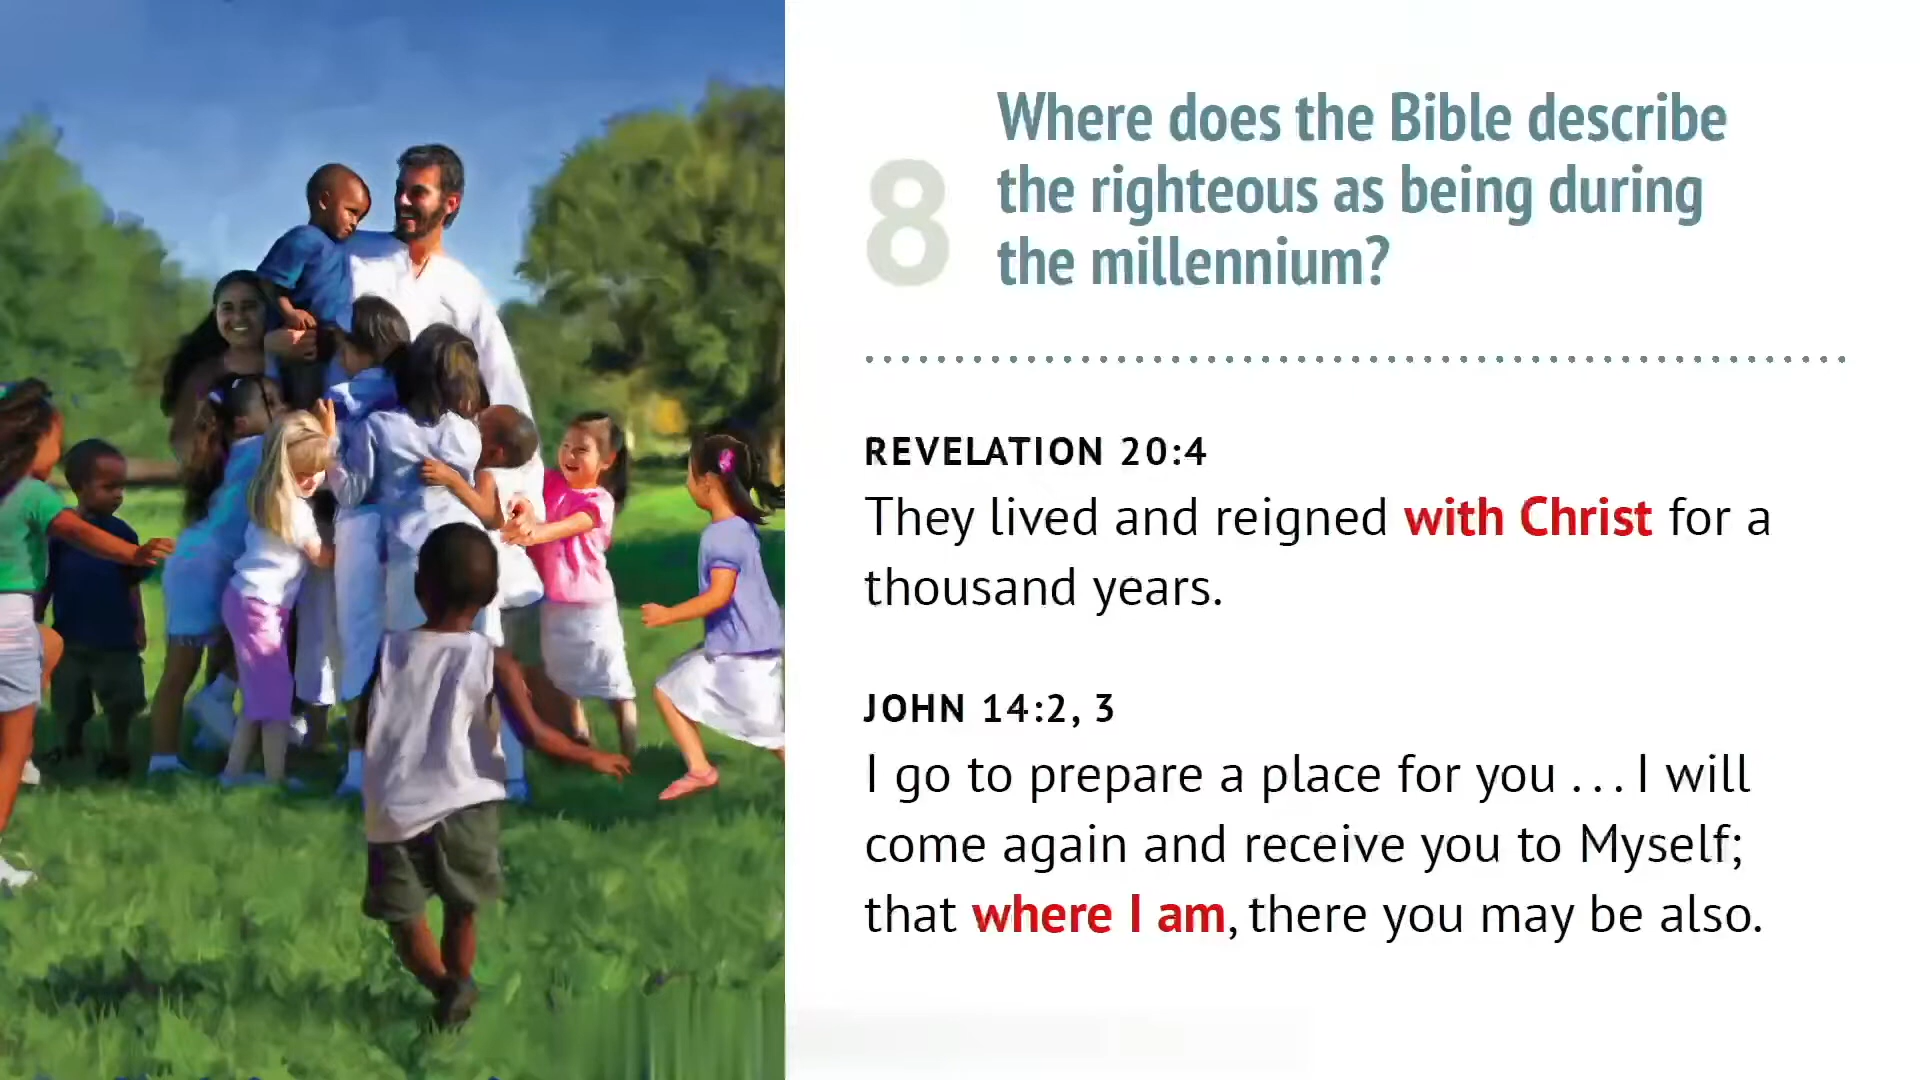 8
Where does the Bible describe
the righteous as being during
the millennium?
REVELATION 20:4
They lived and reigned with Christ for a
thousand years.
JOHN 14:2, 3
I go to prepare a place for you . . . I will
come again and receive you to Myself;
that where I am, there you may be also.